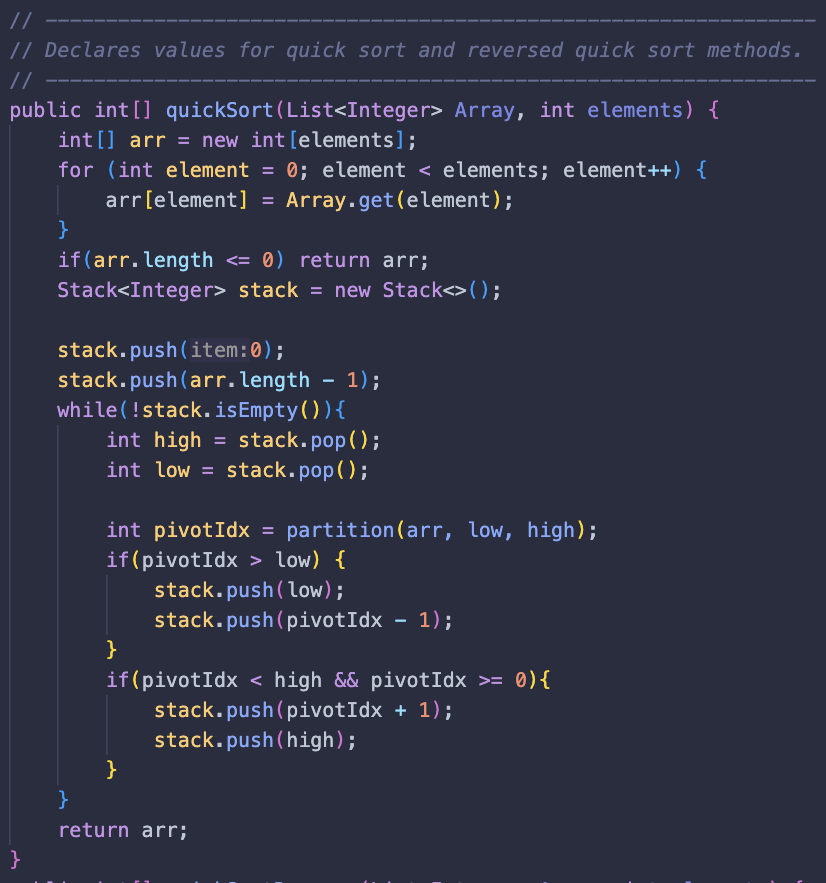 // ----------------------------------------------------------------
// Declares values for quick sort and reversed quick sort methods.
// ----------------------------------------------------------------
public int[] quickSort(List<Integer> Array, int elements) {
    int[] arr = new int[elements];
    for (int element = 0; element < elements; element++) {
        arr[element] = Array.get(element);
    }
    if(arr.length <= 0) return arr;
    Stack<Integer> stack = new Stack<>();

    stack.push(item:0);
    stack.push(arr.length - 1);
    while(!stack.isEmpty()){
        int high = stack.pop();
        int low = stack.pop();

        int pivotIdx = partition(arr, low, high);
        if(pivotIdx > low) {
            stack.push(low);
            stack.push(pivotIdx - 1);
        }
        if(pivotIdx < high && pivotIdx >= 0){
            stack.push(pivotIdx + 1);
            stack.push(high);
        }
    }
    return arr;
}